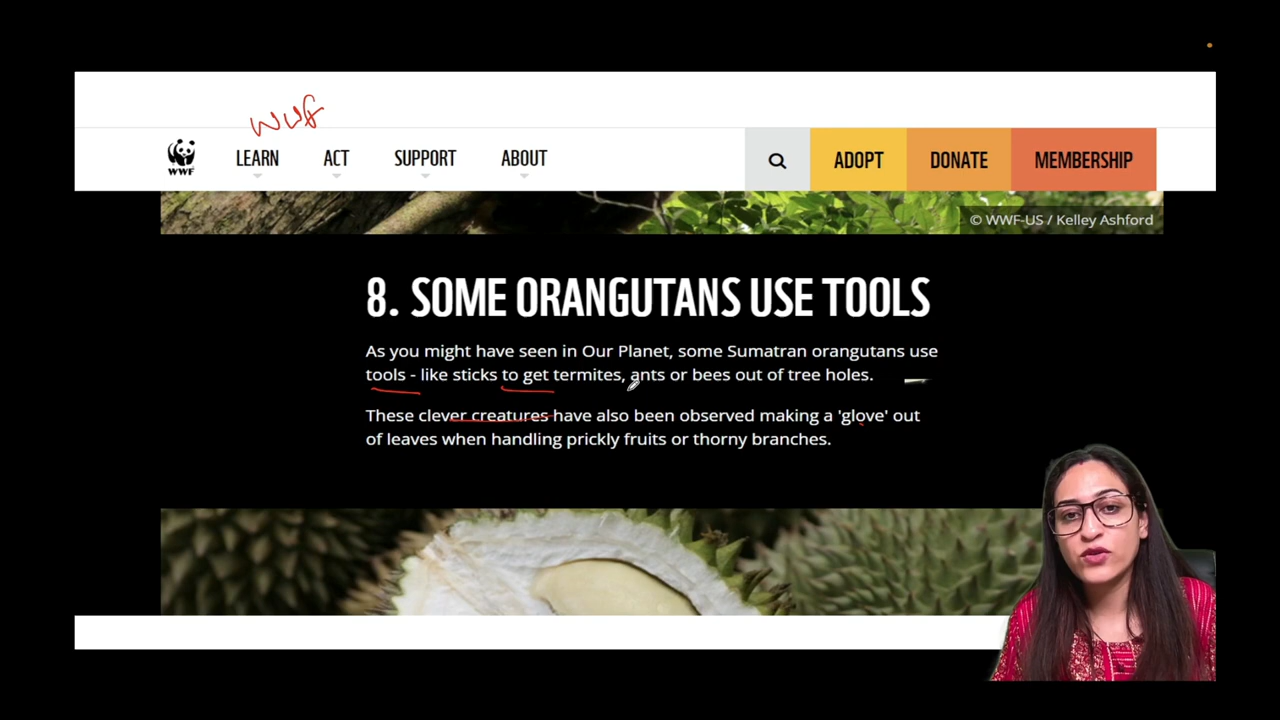 WWF
WWF
LEARN
ACT
SUPPORT
ABOUT
ADOPT
DONATE
MEMBERSHIP
© WWF-US / Kelley Ashford
8. SOME ORANGUTANS USE TOOLS
As you might have seen in Our Planet, some Sumatran orangutans use
tools - like sticks to get termites, ants or bees out of tree holes.
These clever creatures have also been observed making a 'glove' out
of leaves when handling prickly fruits or thorny branches.